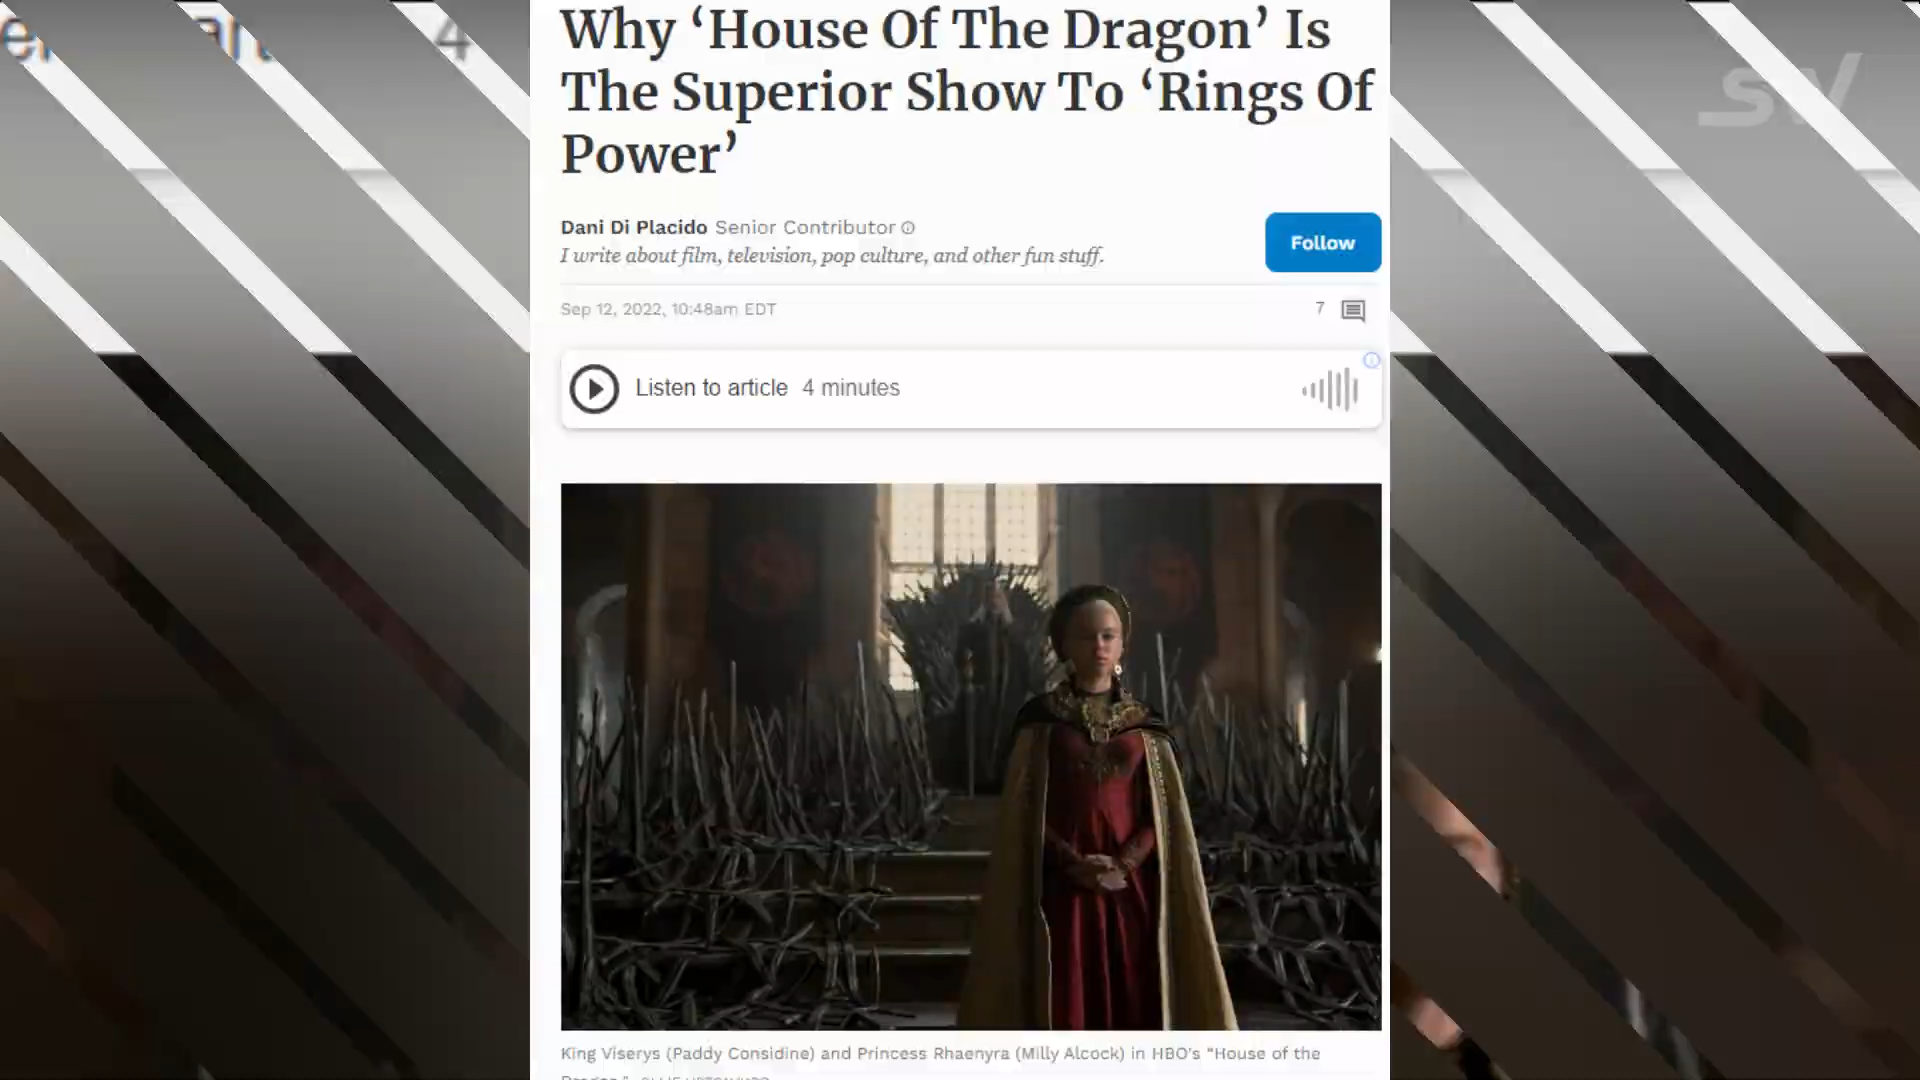 SV
Why ‘House Of The Dragon’ Is
The Superior Show To ‘Rings Of
Power’
Dani Di Placido Senior Contributor
I write about film, television, pop culture, and other fun stuff.
Follow
Sep 12, 2022, 10:48am EDT
7
Listen to article 4 minutes
King Viserys (Paddy Considine) and Princess Rhaenyra (Milly Alcock) in HBO's “House of the